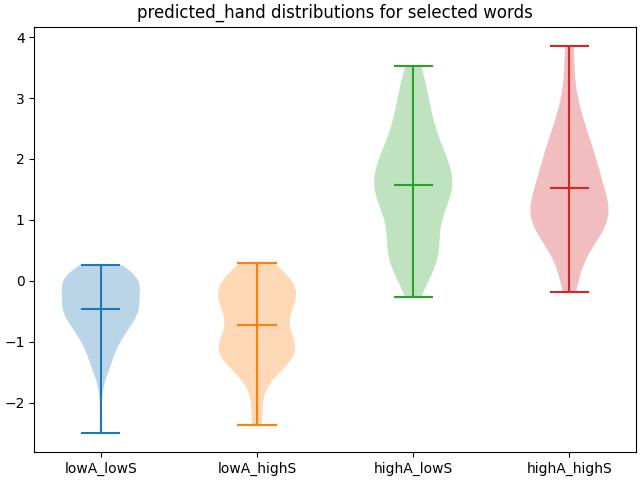 predicted_hand distributions for selected words
4
3
2
1
0
−1
−2
lowA_lowS
lowA_highS
highA_lowS
highA_highS